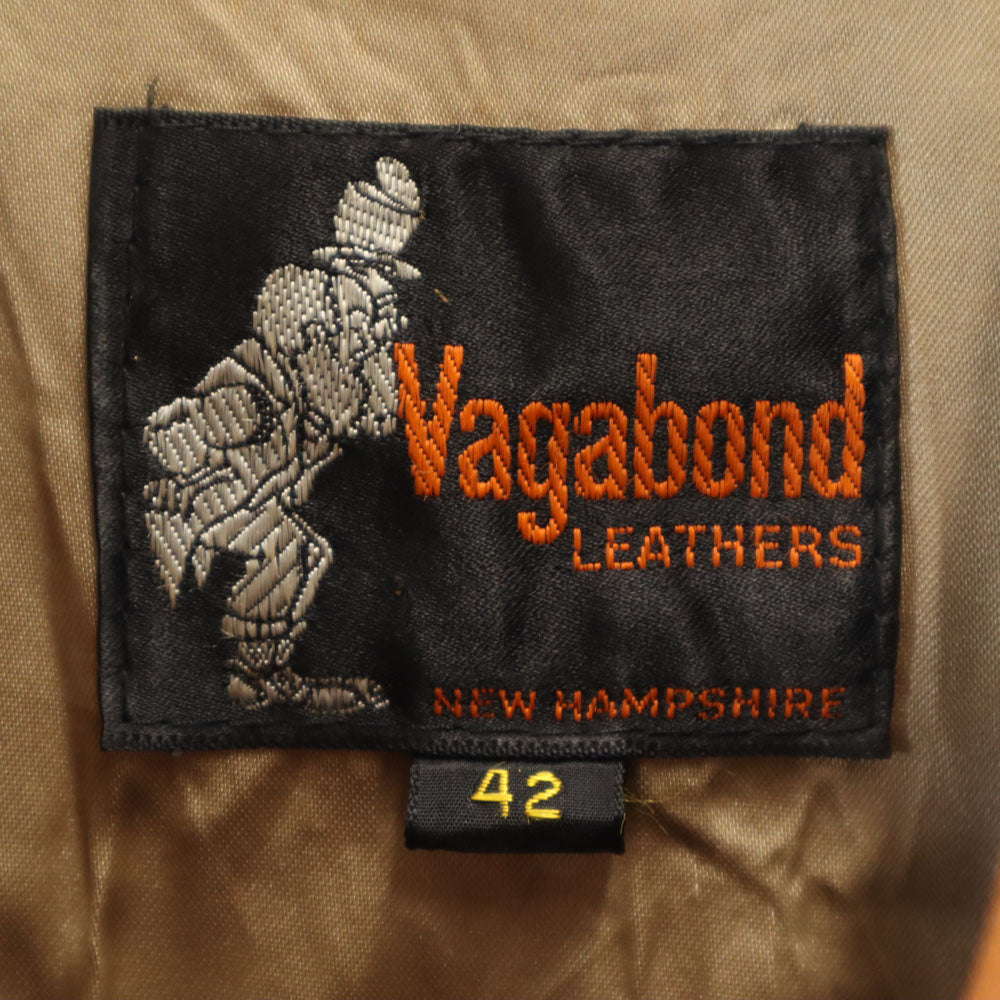 Vagabond
LEATHERS
NEW HAMPSHIRE
42